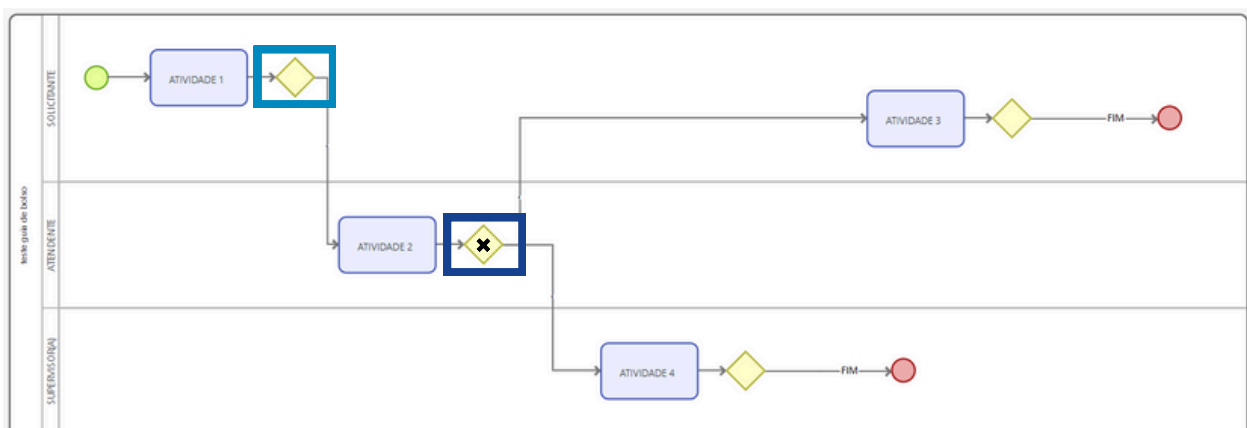 teste guia de bolso
SOLICITANTE
ATIVIDADE 1
ATIVIDADE 3
FIM
ATENDENTE
ATIVIDADE 2
SUPERVISOR(A)
ATIVIDADE 4
FIM